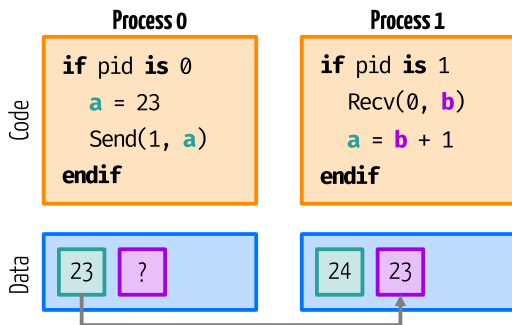 Process 0
Process 1
Code
if pid is 0
a = 23
Send(1, a)
endif
if pid is 1
Recv(0, b)
a = b + 1
endif
Data
23 ?
24 23